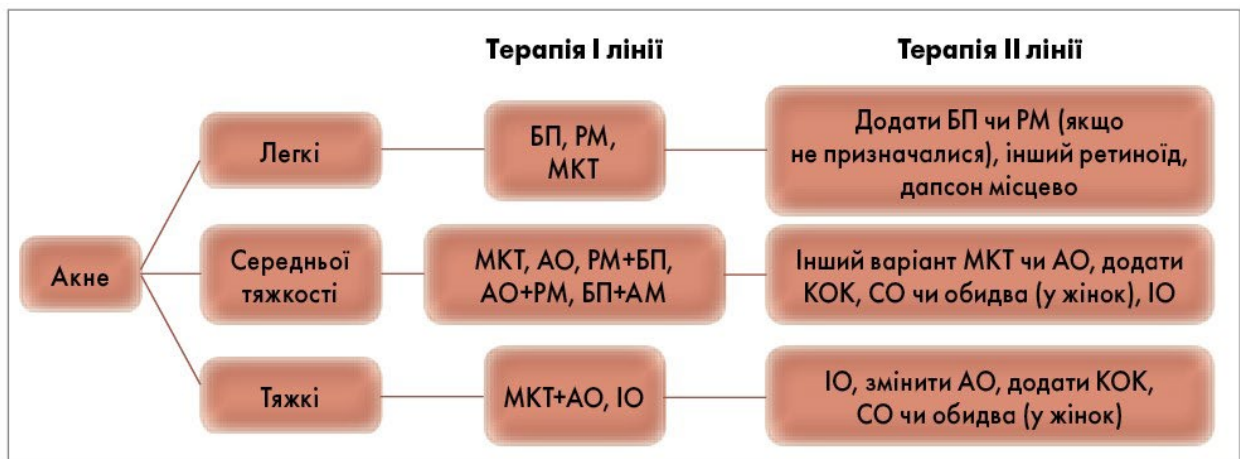 Терапія І лінії
Терапія ІІ лінії
Акне
Легкі
БП, РМ,
МКТ
Додати БП чи РМ (якщо
не призначалися), інший ретиноїд,
дапсон місцево
Середньої
тяжкості
МКТ, АО, РМ+БП,
АО+РМ, БП+АМ
Інший варіант МКТ чи АО, додати
КОК, СО чи обидва (у жінок), ІО
Тяжкі
МКТ+АО, ІО
ІО, змінити АО, додати КОК,
СО чи обидва (у жінок)